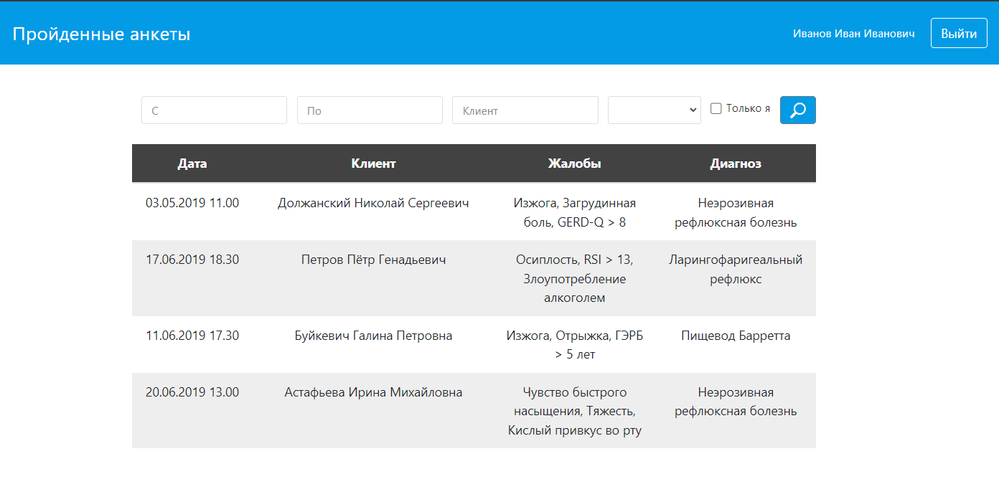 Пройденные анкеты
Иванов Иван Иванович
Выйти
С
По
Клиент
Только я
Дата Клиент Жалобы Диагноз
03.05.2019 11.00 Должанский Николай Сергеевич Изжога, Загрудинная Неэрозивная
боль, GERD-Q > 8 рефлюксная болезнь
17.06.2019 18.30 Петров Пётр Генадьевич Осиплость, RSI > 13, Ларингофаригеальный
Злоупотребление рефлюкс
алкоголем
11.06.2019 17.30 Буйкевич Галина Петровна Изжога, Отрыжка, ГЭРБ Пищевод Барретта
> 5 лет
20.06.2019 13.00 Астафьева Ирина Михайловна Чувство быстрого Неэрозивная
насыщения, Тяжесть, рефлюксная болезнь
Кислый привкус во рту